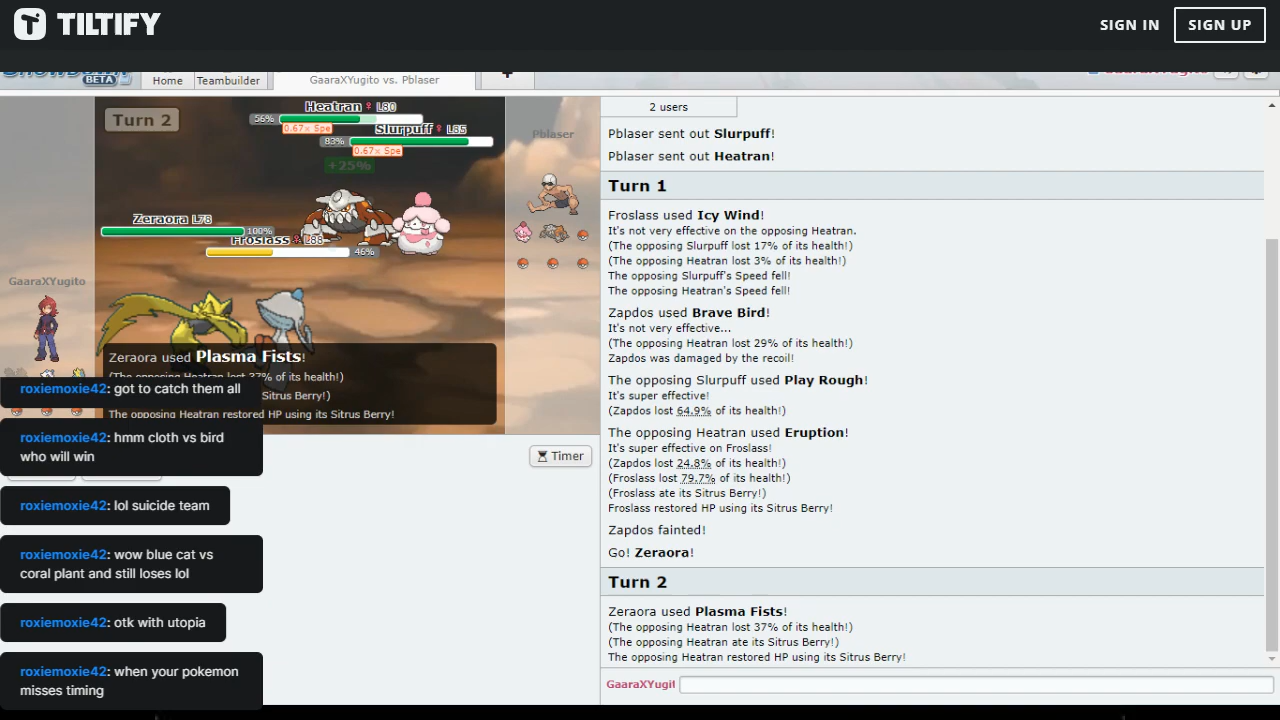 TILTIFY
SIGN IN
SIGN UP
BETA
Home
Teambuilder
GaaraXYugito vs. Pblaser
+
Turn 2
Heatran ♀ L80
56%
0.67× Spe
Slurpuff ♀ L85
83%
0.67× Spe
+25%
Pblaser
Zeraora L78
100%
Froslass ♀ L88
46%
GaaraXYugito
Zeraora used Plasma Fists!
(The opposing Heatran lost 37% of its health!)
Sitrus Berry!)
The opposing Heatran restored HP using its Sitrus Berry!
Timer
roxiemoxie42: got to catch them all
roxiemoxie42: hmm cloth vs bird
who will win
roxiemoxie42: lol suicide team
roxiemoxie42: wow blue cat vs
coral plant and still loses lol
roxiemoxie42: otk with utopia
roxiemoxie42: when your pokemon
misses timing
2 users
Pblaser sent out Slurpuff!
Pblaser sent out Heatran!
Turn 1
Froslass used Icy Wind!
It's not very effective on the opposing Heatran.
(The opposing Slurpuff lost 17% of its health!)
(The opposing Heatran lost 3% of its health!)
The opposing Slurpuff's Speed fell!
The opposing Heatran's Speed fell!
Zapdos used Brave Bird!
It's not very effective...
(The opposing Heatran lost 29% of its health!)
Zapdos was damaged by the recoil!
The opposing Slurpuff used Play Rough!
It's super effective!
(Zapdos lost 64.9% of its health!)
The opposing Heatran used Eruption!
It's super effective on Froslass!
(Zapdos lost 24.8% of its health!)
(Froslass lost 79.7% of its health!)
(Froslass ate its Sitrus Berry!)
Froslass restored HP using its Sitrus Berry!
Zapdos fainted!
Go! Zeraora!
Turn 2
Zeraora used Plasma Fists!
(The opposing Heatran lost 37% of its health!)
(The opposing Heatran ate its Sitrus Berry!)
The opposing Heatran restored HP using its Sitrus Berry!
GaaraXYugit